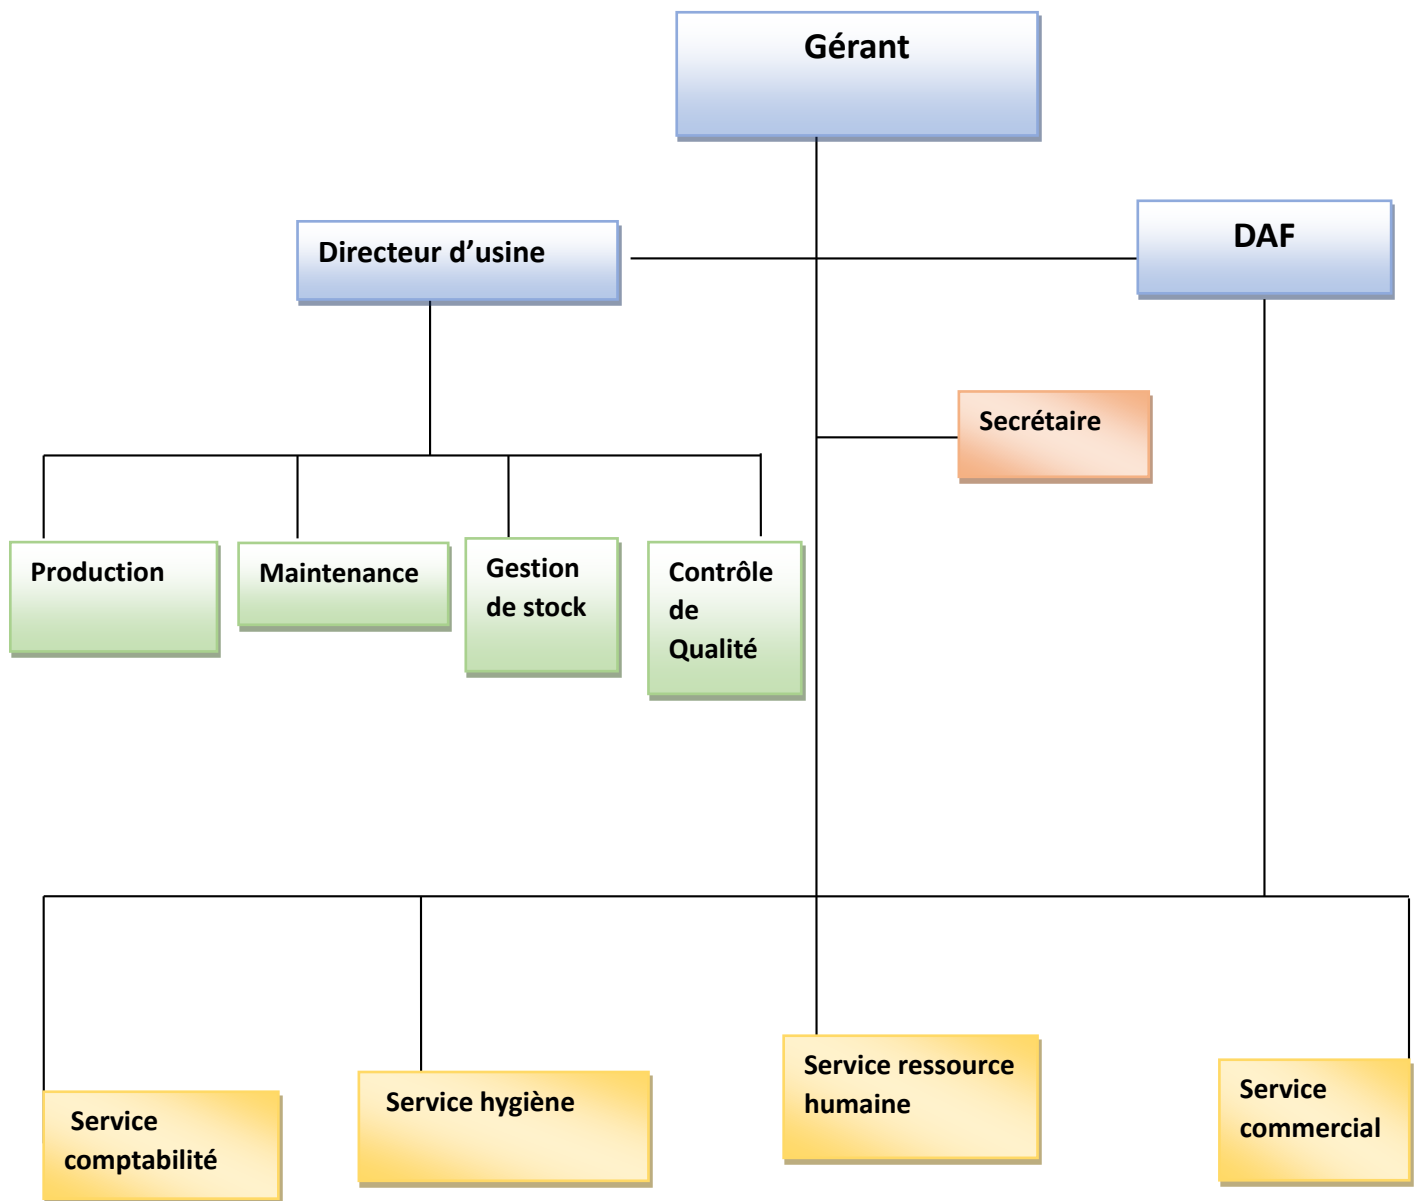 Gérant
Directeur d’usine
DAF
Secrétaire
Production
Maintenance
Gestion
de stock
Contrôle
de
Qualité
Service
comptabilité
Service hygiène
Service ressource
humaine
Service
commercial